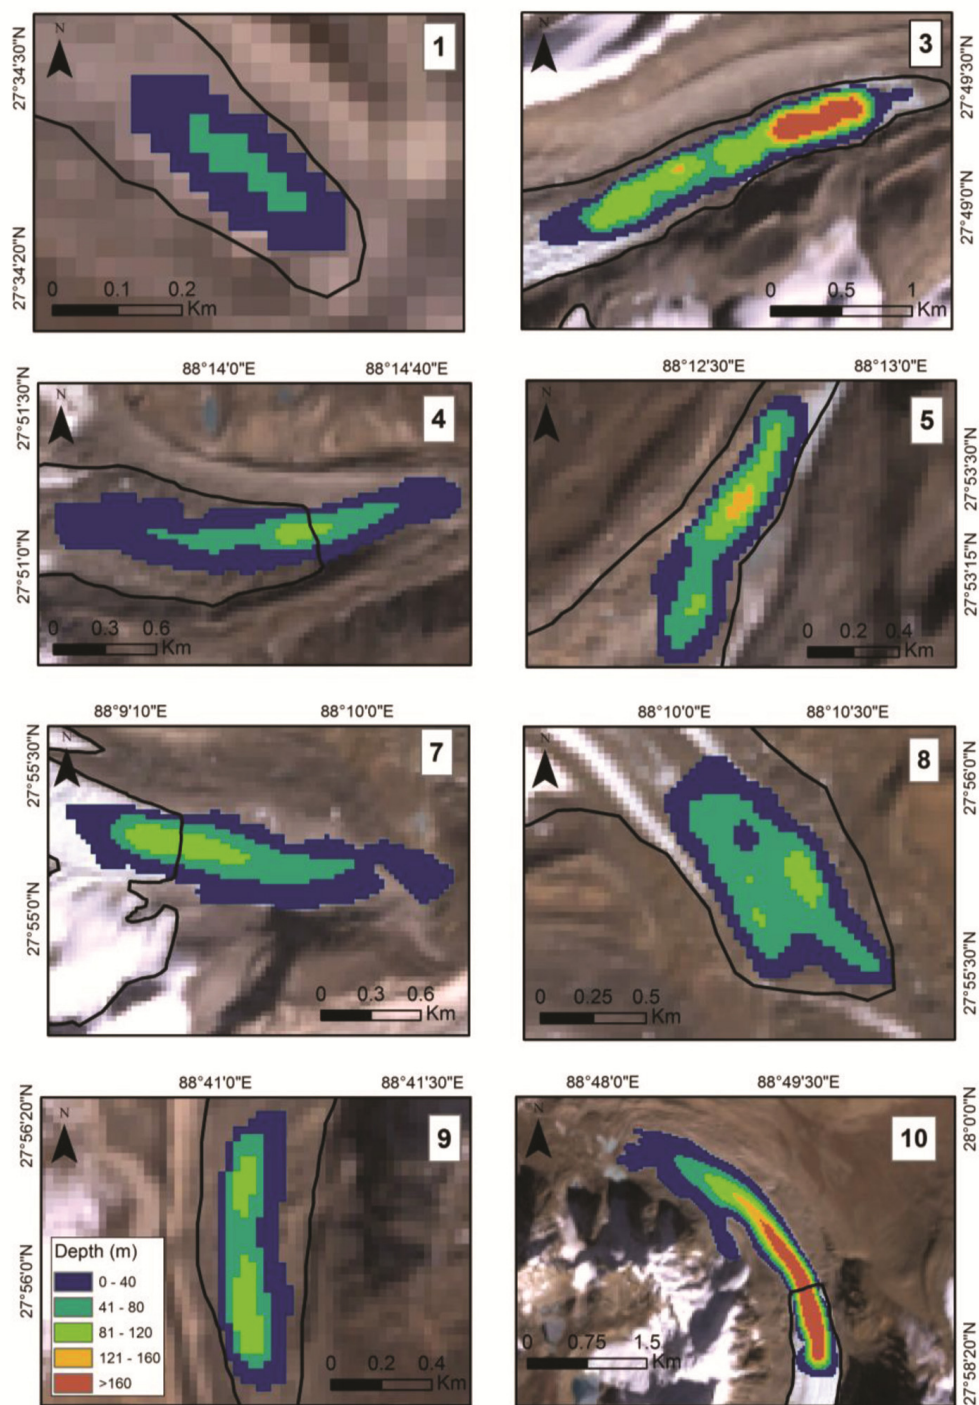 27°34'30"N
27°34'20"N
N
1
0 0.1 0.2
Km
N
3
27°49'30"N
27°49'0"N
0 0.5 1
Km
88°14'0"E 88°14'40"E
27°51'30"N
27°51'0"N
N
4
0 0.3 0.6
Km
88°12'30"E 88°13'0"E
N
5
27°53'30"N
27°53'15"N
0 0.2 0.4
Km
88°9'10"E 88°10'0"E
27°55'30"N
27°55'0"N
N
7
0 0.3 0.6
Km
88°10'0"E 88°10'30"E
N
8
27°56'0"N
27°55'30"N
0 0.25 0.5
Km
88°41'0"E 88°41'30"E
27°56'20"N
27°56'0"N
N
9
Depth (m)
0 - 40
41 - 80
81 - 120
121 - 160
>160
0 0.2 0.4
Km
88°48'0"E 88°49'30"E
N
10
28°0'0"N
27°58'20"N
0 0.75 1.5
Km